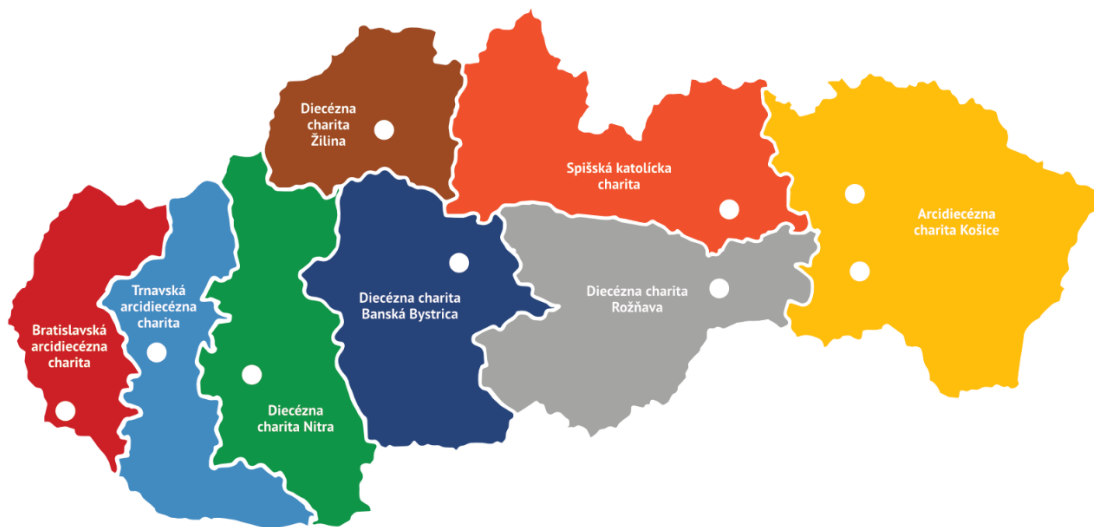 Diecézna
charita
Žilina
Spišská katolícka
charita
Arcidiecézna
charita Košice
Trnavská
arcidiecézna
charita
Diecézna charita
Banská Bystrica
Diecézna charita
Rožňava
Bratislavská
arcidiecézna
charita
Diecézna
charita Nitra